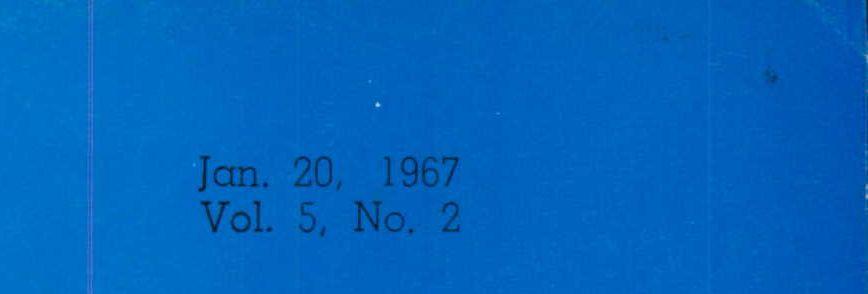 Jan. 20, 1967
Vol. 5, No. 2